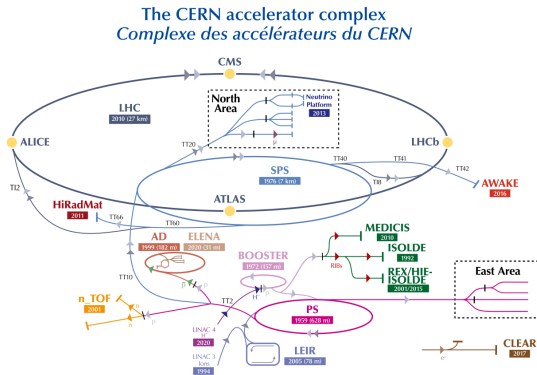 The CERN accelerator complex
Complexe des accélérateurs du CERN
CMS
LHC
2010 (27 km)
North
Area
Neutrino
Platform
2013
μ
ALICE
LHCb
TT20
SPS
1976 (7 km)
TT40
TT41
TI8
TT42
TI2
AWAKE
2016
HiRadMat
2011
ATLAS
TT66
TT60
AD
1999 (182 m)
ELENA
2020 (31 m)
MEDICIS
2010
BOOSTER
1972 (157 m)
ISOLDE
1992
RIBs
REX/HIE-
ISOLDE
2001/2015
East Area
TT10
p
p
n_TOF
2001
n
n
p
TT2
H-
p
PS
1959 (628 m)
LINAC 4
H-
2020
LINAC 3
Ions
1994
LEIR
2005 (78 m)
e-
CLEAR
2017